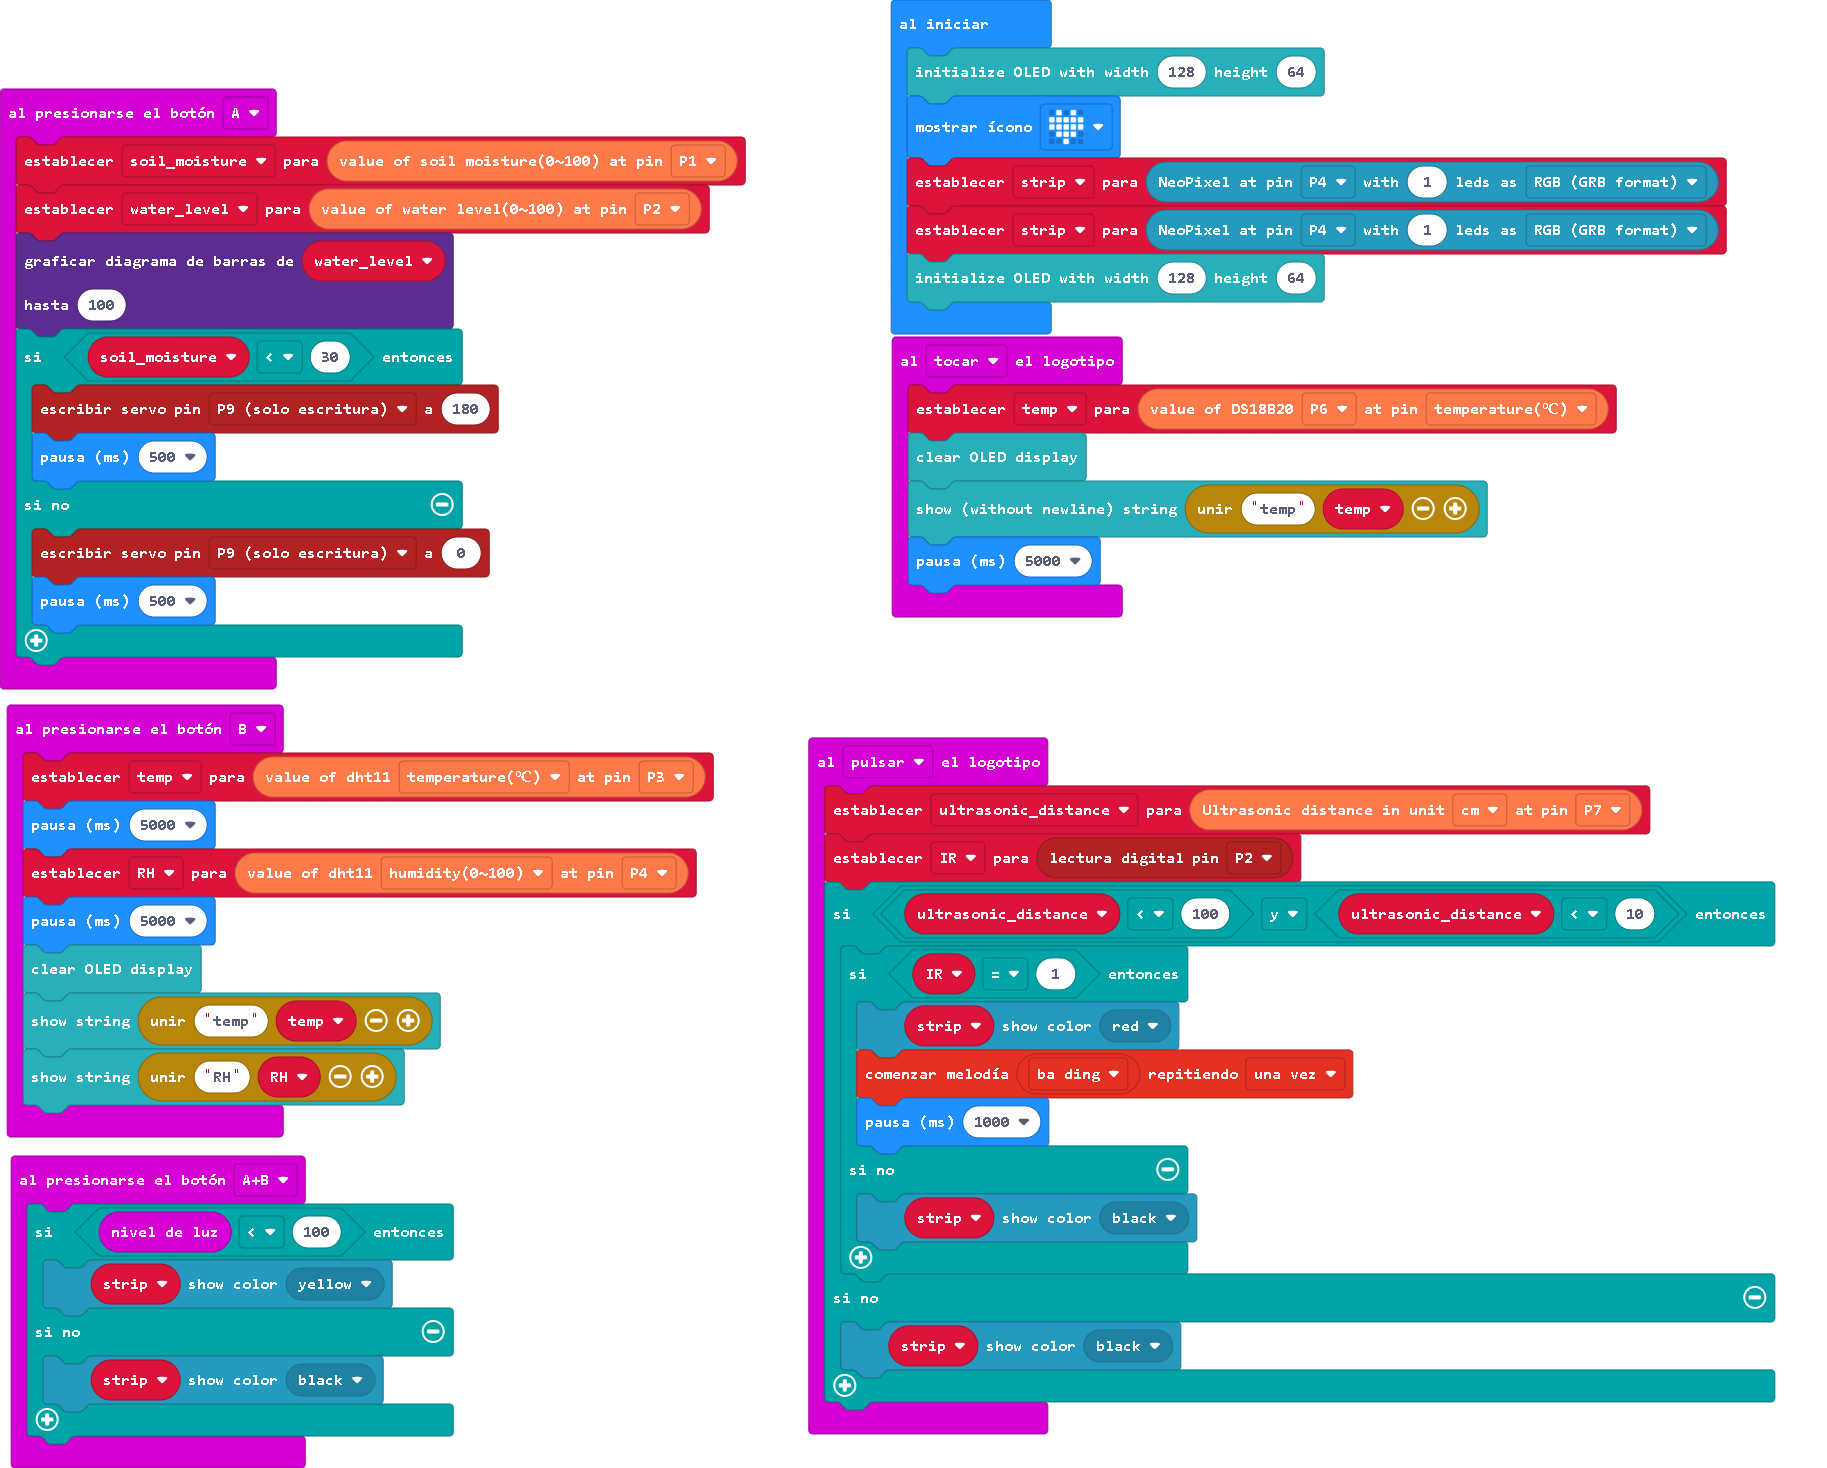 al presionarse el botón A
establecer soil_moisture para value of soil moisture(0~100) at pin P1
establecer water_level para value of water level(0~100) at pin P2
graficar diagrama de barras de water_level
hasta 100
si soil_moisture < 30 entonces
escribir servo pin P9 (solo escritura) a 180
pausa (ms) 500
si no
escribir servo pin P9 (solo escritura) a 0
pausa (ms) 500
al presionarse el botón B
establecer temp para value of dht11 temperature(℃) at pin P3
pausa (ms) 5000
establecer RH para value of dht11 humidity(0~100) at pin P4
pausa (ms) 5000
clear OLED display
show string unir "temp" temp
show string unir "RH" RH
al presionarse el botón A+B
si nivel de luz < 100 entonces
strip show color yellow
si no
strip show color black
al iniciar
initialize OLED with width 128 height 64
mostrar ícono
establecer strip para NeoPixel at pin P4 with 1 leds as RGB (GRB format)
establecer strip para NeoPixel at pin P4 with 1 leds as RGB (GRB format)
initialize OLED with width 128 height 64
al tocar el logotipo
establecer temp para value of DS18B20 P6 at pin temperature(℃)
clear OLED display
show (without newline) string unir "temp" temp
pausa (ms) 5000
al pulsar el logotipo
establecer ultrasonic_distance para Ultrasonic distance in unit cm at pin P7
establecer IR para lectura digital pin P2
si ultrasonic_distance < 100 y ultrasonic_distance < 10 entonces
si IR = 1 entonces
strip show color red
comenzar melodía ba ding repitiendo una vez
pausa (ms) 1000
si no
strip show color black
si no
strip show color black